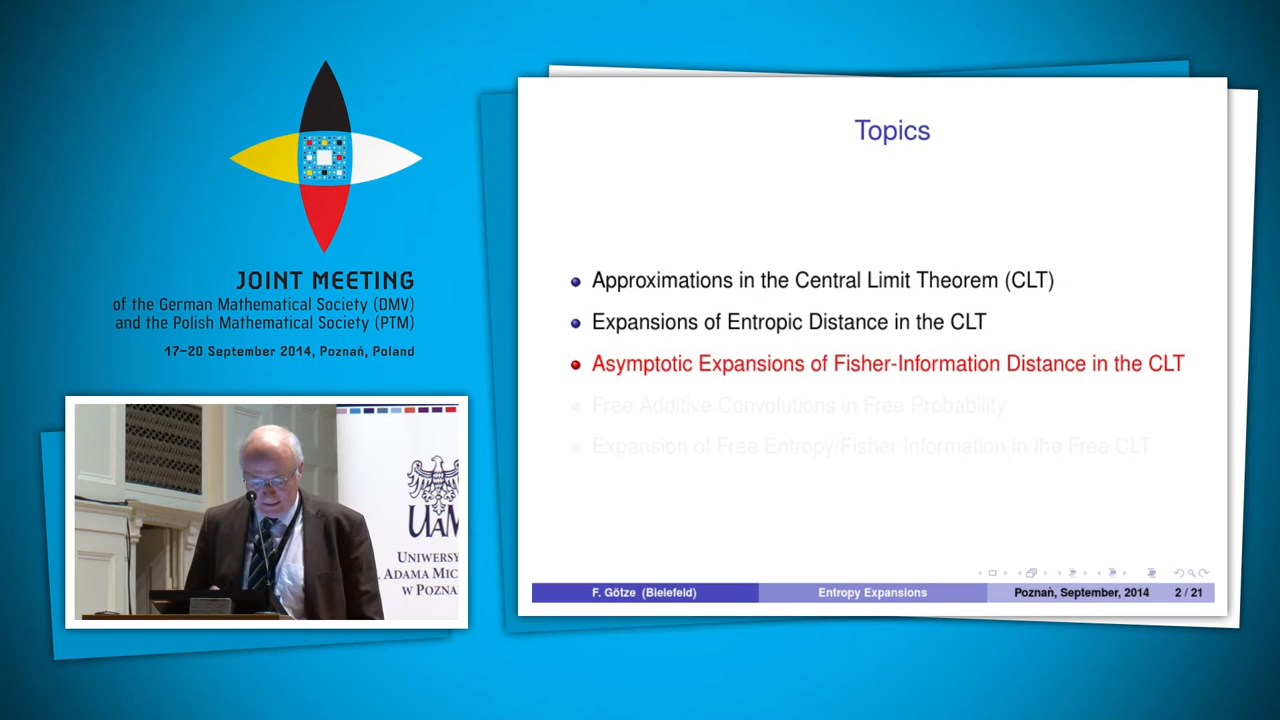 JOINT MEETING
of the German Mathematical Society (DMV)
and the Polish Mathematical Society (PTM)
17–20 September 2014, Poznań, Poland
UAM
UNIWERSY
ADAMA MIC
W POZNA
Topics
Approximations in the Central Limit Theorem (CLT)
Expansions of Entropic Distance in the CLT
Asymptotic Expansions of Fisher-Information Distance in the CLT
Free Additive Convolutions in Free Probability
Expansion of Free Entropy/Fisher Information in the Free CLT
F. Götze (Bielefeld)
Entropy Expansions
Poznań, September, 2014
2 / 21